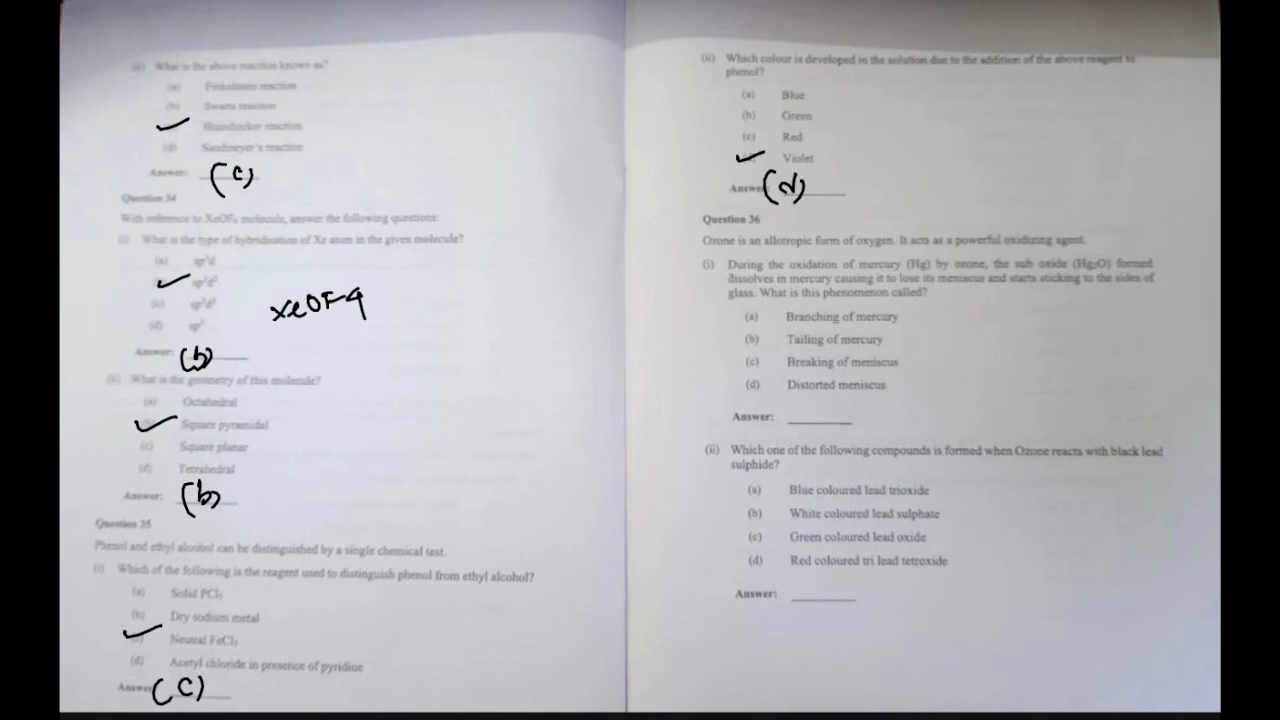 (ii) What is the above reaction known as?
(a) Finkelstein reaction
(b) Swarts reaction
Hunsdiecker reaction
(d) Sandmeyer's reaction
Answer: (c)
Question 34
With reference to XeOF₄ molecule, answer the following questions:
(i) What is the type of hybridisation of Xe atom in the given molecule?
(a) sp³d
sp³d²
(c)
(d) sp³
XeOF4
Answer: (b)
(ii) What is the geometry of this molecule?
(a) Octahedral
Square pyramidal
(c) Square planar
(d) Tetrahedral
Answer: (b)
Question 35
Phenol and ethyl alcohol can be distinguished by a single chemical test.
(i) Which of the following is the reagent used to distinguish phenol from ethyl alcohol?
(a) Solid PCl₅
(b) Dry sodium metal
Neutral FeCl₃
(d) Acetyl chloride in presence of pyridine
Answer (c)
(ii) Which colour is developed in the solution due to the addition of the above reagent to
phenol?
(a) Blue
(b) Green
(c) Red
Violet
Answer (d)
Question 36
Ozone is an allotropic form of oxygen. It acts as a powerful oxidizing agent.
(i) During the oxidation of mercury (Hg) by ozone, the sub oxide (Hg₂O) formed
dissolves in mercury causing it to lose its meniscus and starts sticking to the sides of
glass. What is this phenomenon called?
(a) Branching of mercury
(b) Tailing of mercury
(c) Breaking of meniscus
(d) Distorted meniscus
Answer: ________
(ii) Which one of the following compounds is formed when Ozone reacts with black lead
sulphide?
(a) Blue coloured lead trioxide
(b) White coloured lead sulphate
(c) Green coloured lead oxide
(d) Red coloured tri lead tetroxide
Answer: ________